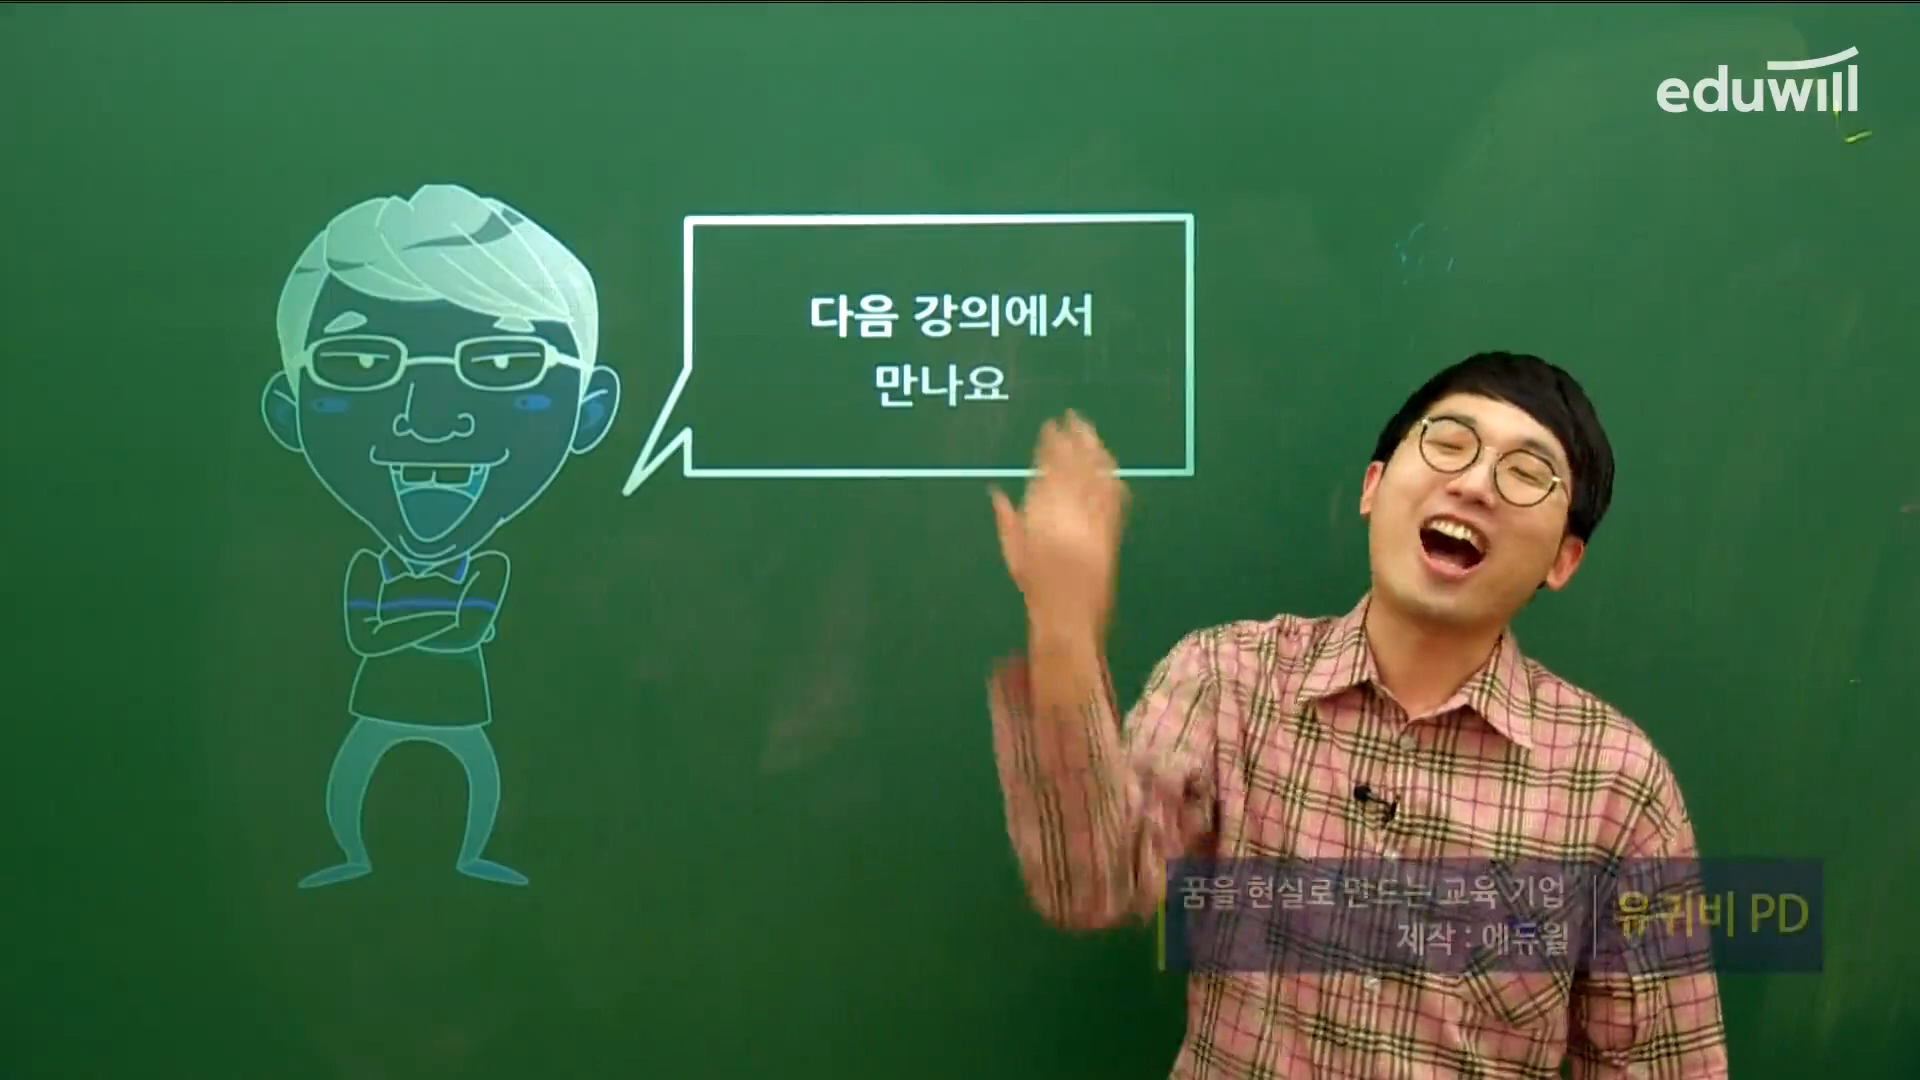 eduwill
다음 강의에서
만나요
꿈을 현실로 만드는 교육 기업
제작 : 에듀윌
유귀비 PD